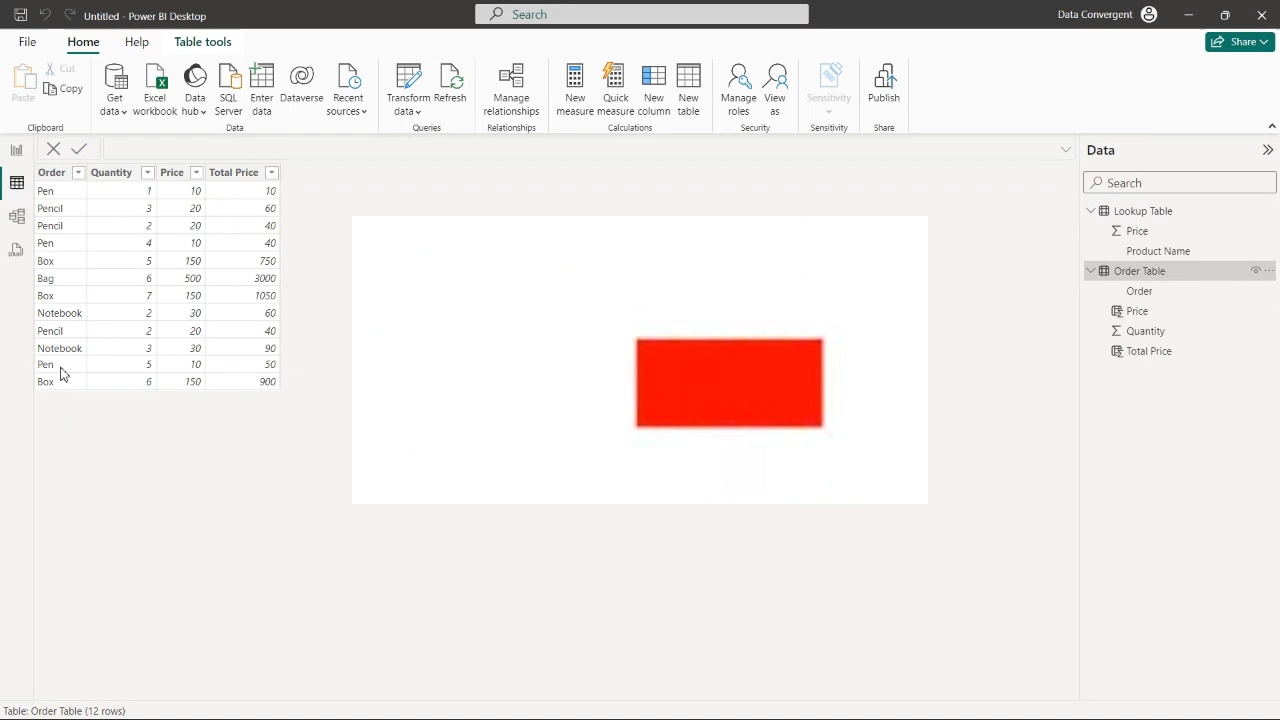 Untitled - Power BI Desktop
Search
Data Convergent
File Home Help Table tools
Share
Paste
Cut
Copy
Get data
Excel workbook
Data hub
SQL Server
Enter data
Dataverse
Recent sources
Transform data
Refresh
Manage relationships
New measure
Quick measure
New column
New table
Manage roles
View as
Sensitivity
Publish
Clipboard Data Queries Relationships Calculations Security Sensitivity Share
Order Quantity Price Total Price
Pen 1 10 10
Pencil 3 20 60
Pencil 2 20 40
Pen 4 10 40
Box 5 150 750
Bag 6 500 3000
Box 7 150 1050
Notebook 2 30 60
Pencil 2 20 40
Notebook 3 30 90
Pen 5 10 50
Box 6 150 900
Data
Search
Lookup Table
Price
Product Name
Order Table
Order
Price
Quantity
Total Price
Table: Order Table (12 rows)